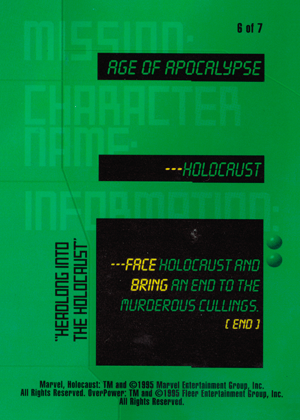 6 of 7
MISSION:
AGE OF APOCALYPSE
CHARACTER
NAME:
---HOLOCAUST
INFORMATION:
"HEADLONG INTO
THE HOLOCAUST"
---FACE HOLOCAUST AND
BRING AN END TO THE
MURDEROUS CULLINGS.
[ END ]
Marvel, Holocaust: TM and ©1995 Marvel Entertainment Group, Inc.
All Rights Reserved. OverPower: TM and ©1995 Fleer Entertainment Group, Inc.
All Rights Reserved.